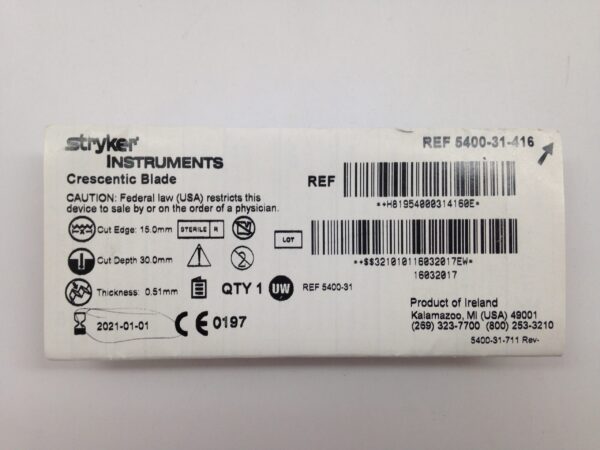 stryker
INSTRUMENTS
REF 5400-31-416
Crescentic Blade
CAUTION: Federal law (USA) restricts this
device to sale by or on the order of a physician.
REF
*+H81954000314160E*
Cut Edge: 15.0mm
STERILE R
2
LOT
*+$$321010116032017EW*
16032017
Cut Depth 30.0mm
Thickness: 0.51mm
QTY 1
UW
REF 5400-31
2021-01-01
CE 0197
Product of Ireland
Kalamazoo, MI (USA) 49001
(269) 323-7700 (800) 253-3210
5400-31-711 Rev-